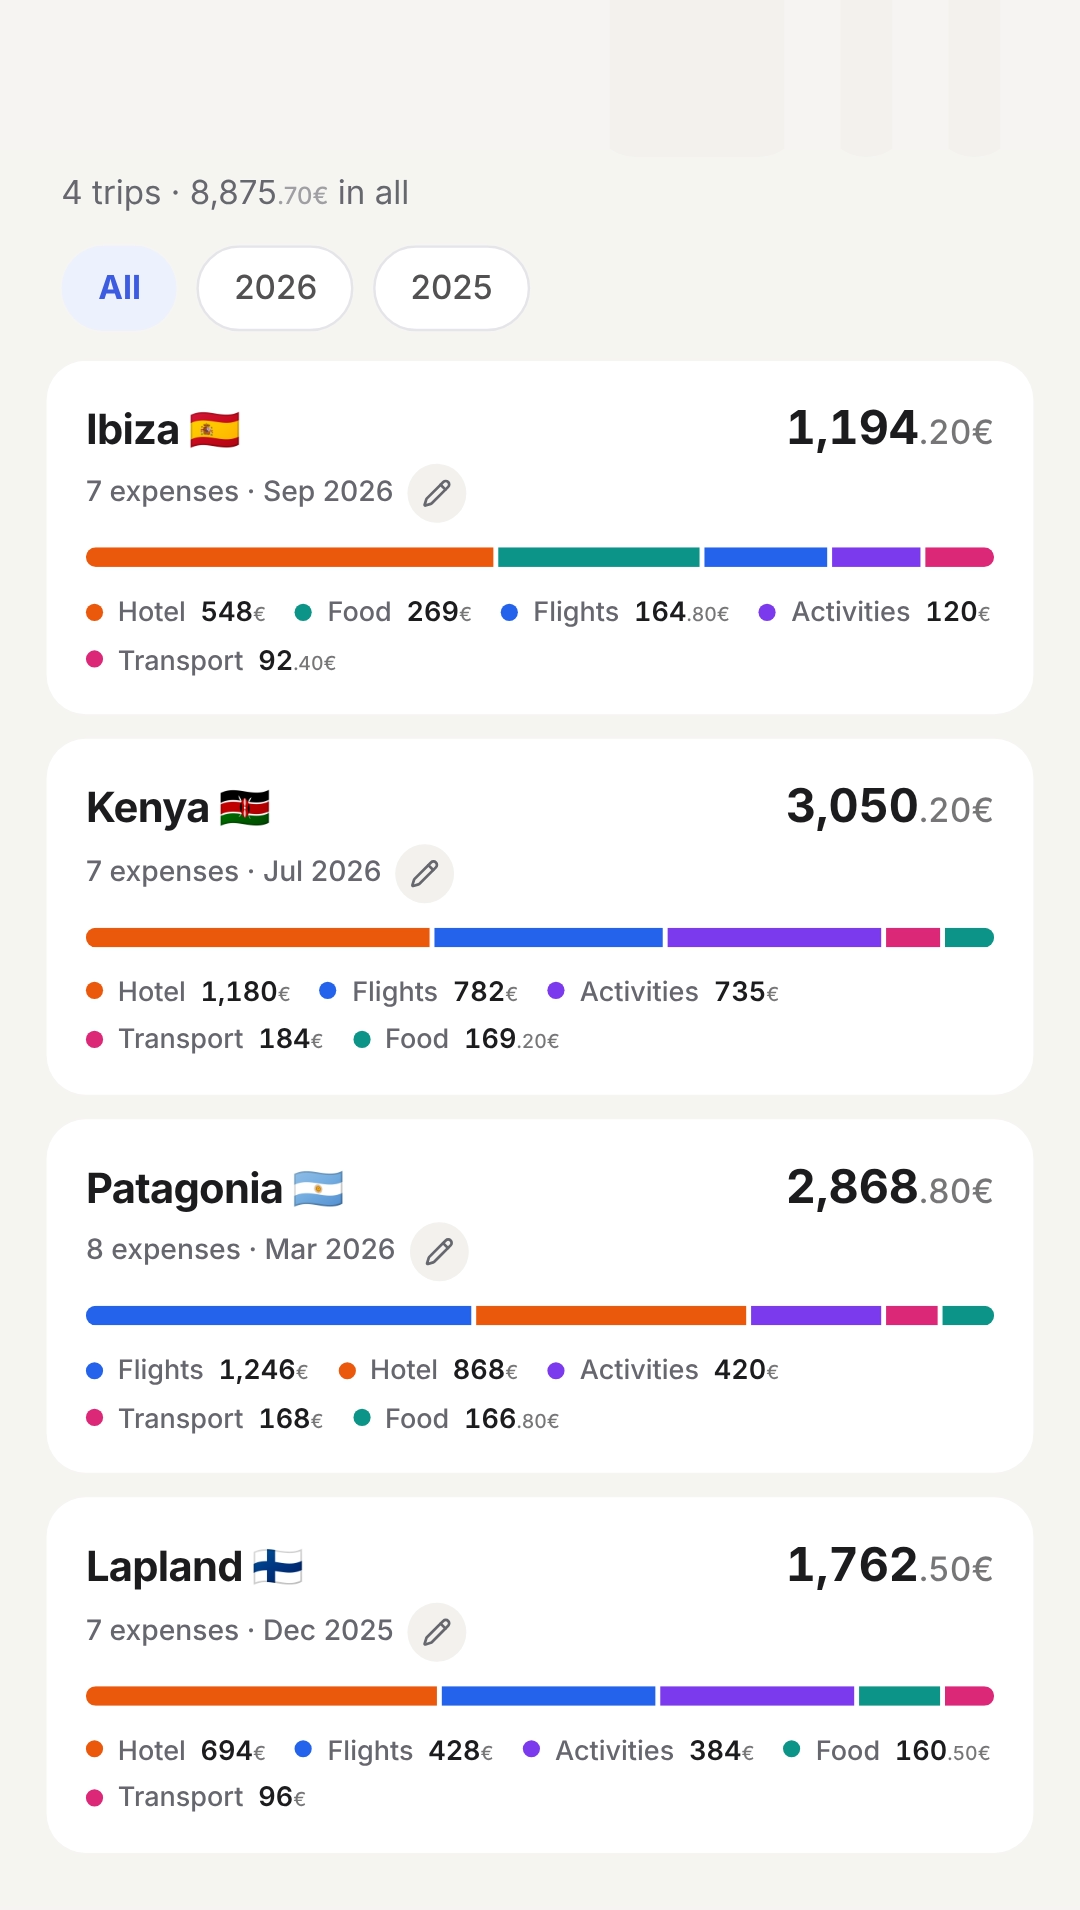 4 trips · 8,875.70€ in all
All 2026 2025
Ibiza 🇪🇸 1,194.20€
7 expenses · Sep 2026
Hotel 548€ Food 269€ Flights 164.80€ Activities 120€
Transport 92.40€
Kenya 🇰🇪 3,050.20€
7 expenses · Jul 2026
Hotel 1,180€ Flights 782€ Activities 735€
Transport 184€ Food 169.20€
Patagonia 🇦🇷 2,868.80€
8 expenses · Mar 2026
Flights 1,246€ Hotel 868€ Activities 420€
Transport 168€ Food 166.80€
Lapland 🇫🇮 1,762.50€
7 expenses · Dec 2025
Hotel 694€ Flights 428€ Activities 384€ Food 160.50€
Transport 96€